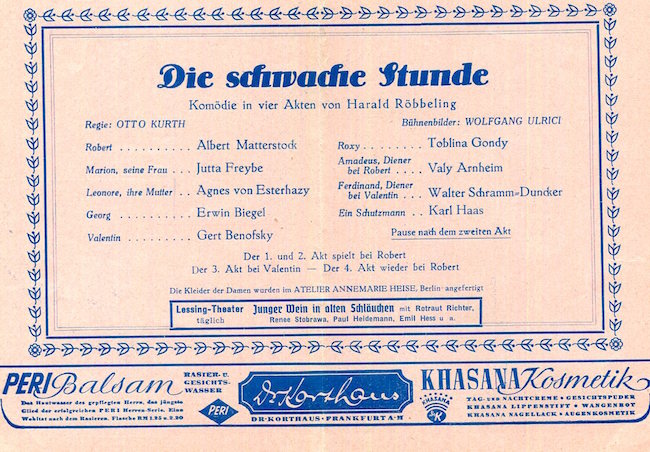 Die schwache Stunde
Komödie in vier Akten von Harald Röbbeling
Regie: OTTO KURTH
Bühnenbilder: WOLFGANG ULRICI
Robert . . . . . . . . . . Albert Matterstock
Marion, seine Frau . . Jutta Freybe
Leonore, ihre Mutter . . Agnes von Esterhazy
Georg . . . . . . . . . . Erwin Biegel
Valentin . . . . . . . . . Gert Benofsky
Roxy . . . . . . . . Toblina Gondy
Amadeus, Diener
bei Robert . . . . Valy Arnheim
Ferdinand, Diener
bei Valentin . . . Walter Schramm=Duncker
Ein Schutzmann . . Karl Haas
Pause nach dem zweiten Akt
Der 1. und 2. Akt spielt bei Robert
Der 3. Akt bei Valentin — Der 4. Akt wieder bei Robert
Die Kleider der Damen wurden im ATELIER ANNEMARIE HEISE, Berlin angefertigt
Lessing-Theater
täglich
Junger Wein in alten Schläuchen mit Rotraut Richter,
Renee Stobrawa, Paul Heidemann, Emil Hess u a.
PERI Balsam
RASIER- U.
GESICHTS-
WASSER
Das Hautwasser des gepflegten Herrn, das jüngste
Glied der erfolgreichen PERI Herren-Serie. Eine
Wohltat nach dem Rasieren. Flasche RM 1.25 u 2.20
PERI
Dr. Korthaus
DR·KORTHAUS·FRANKFURT A·M
KHASANA Kosmetik
KHASANA
K
TAG- UND NACHTCREME • GESICHTSPUDER
KHASANA LIPPENSTIFT • WANGENROT
KHASANA NAGELLACK • AUGENKOSMETIK